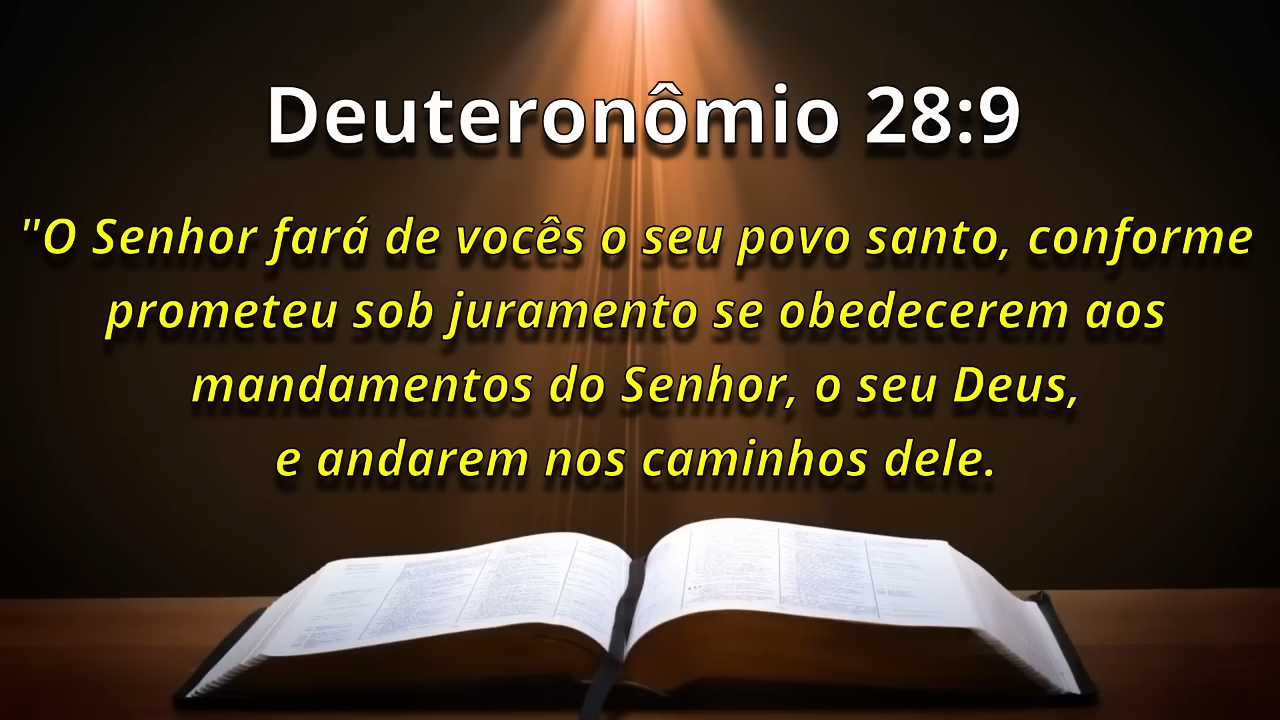 Deuteronômio 28:9
"O Senhor fará de vocês o seu povo santo, conforme
prometeu sob juramento se obedecerem aos
mandamentos do Senhor, o seu Deus,
e andarem nos caminhos dele.